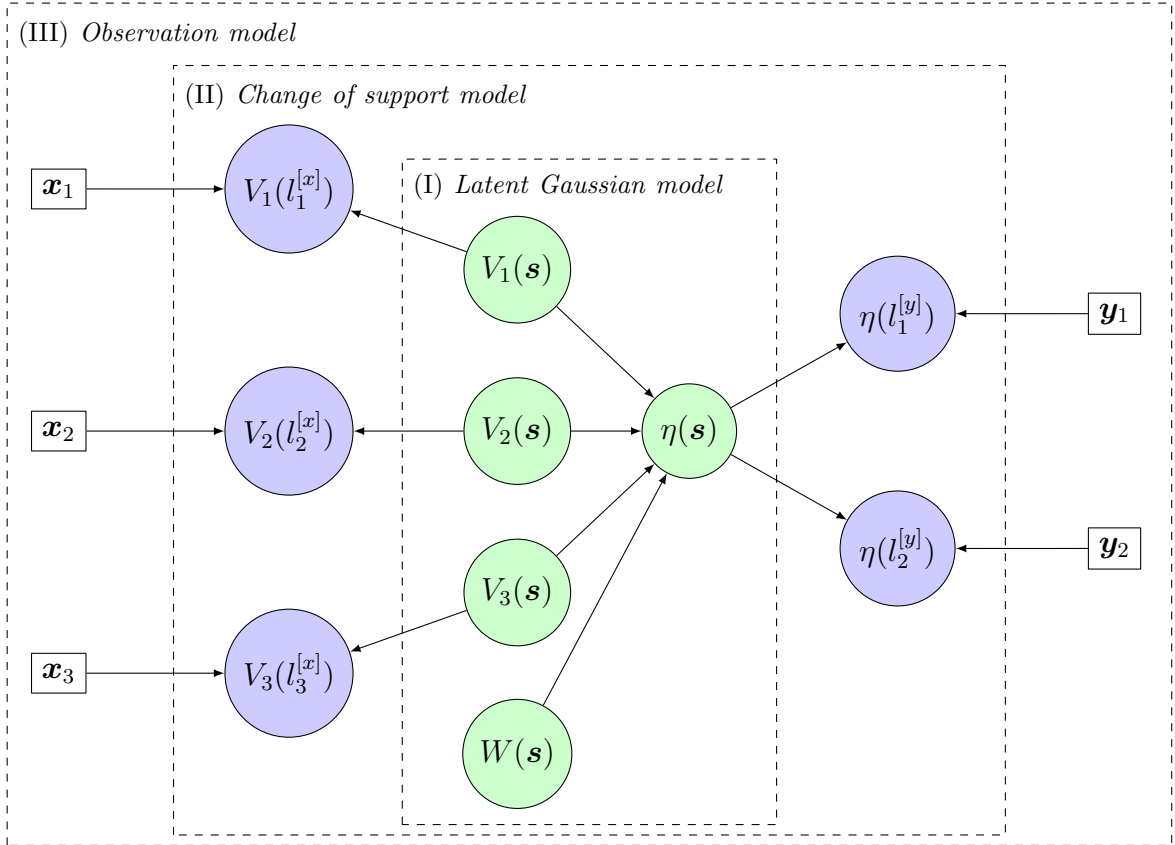 (III) Observation model
(II) Change of support model
(I) Latent Gaussian model
x₁
V₁(l₁^[x])
V₁(s)
η(l₁^[y])
y₁
x₂
V₂(l₂^[x])
V₂(s)
η(s)
η(l₂^[y])
y₂
V₃(s)
x₃
V₃(l₃^[x])
W(s)